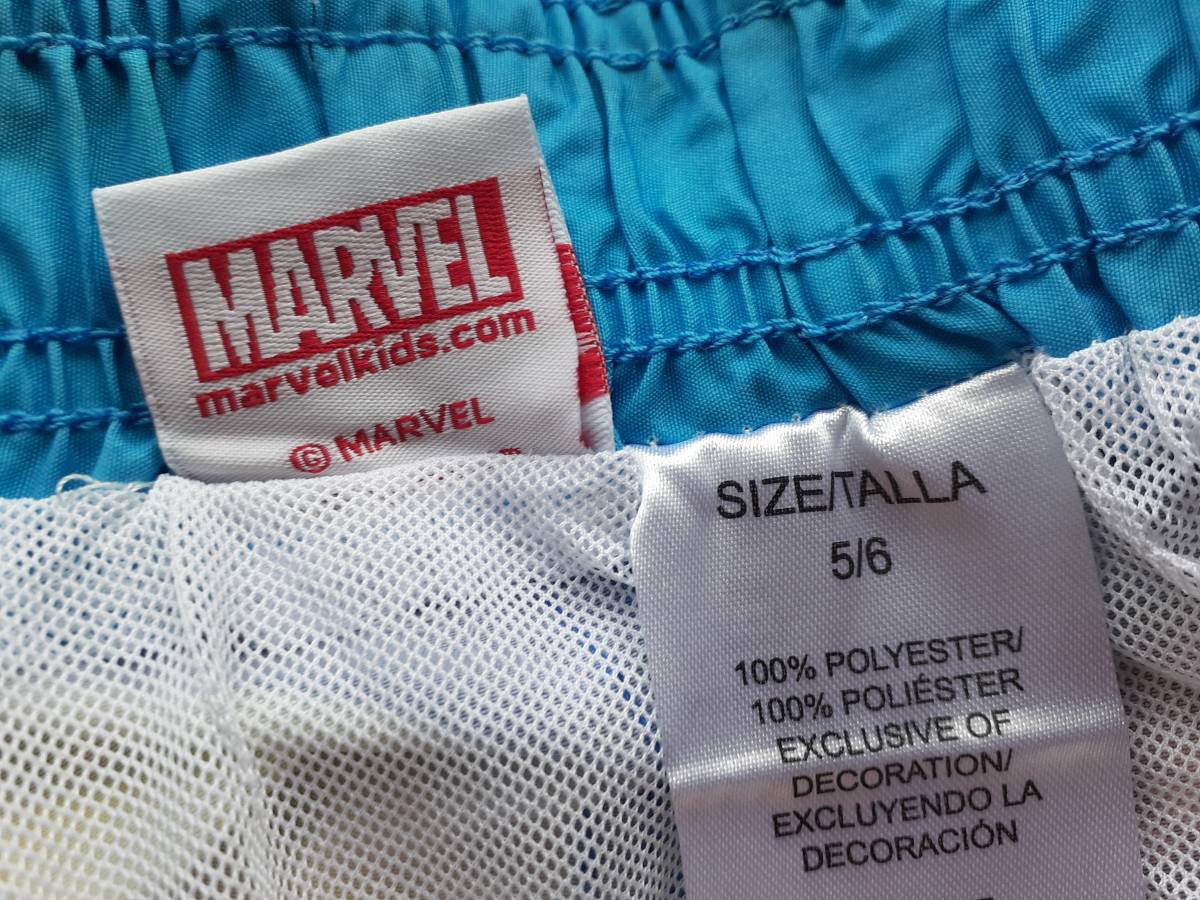 MARVEL
marvelkids.com
© MARVEL
SIZE/TALLA
5/6
100% POLYESTER/
100% POLIÉSTER
EXCLUSIVE OF
DECORATION/
EXCLUYENDO LA
DECORACIÓN